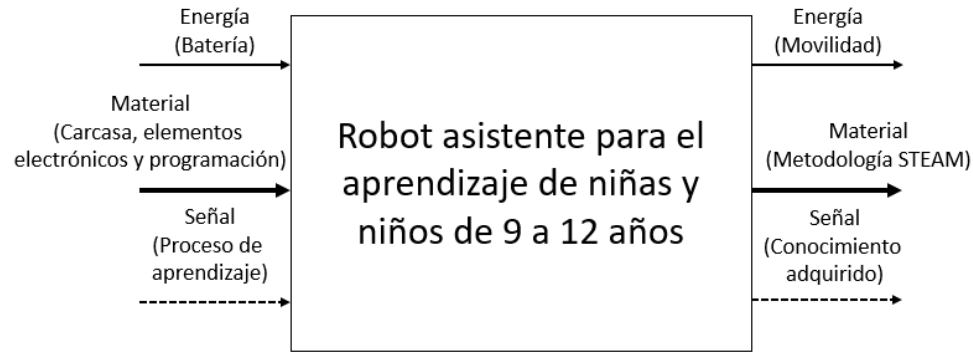 Energía
(Batería)
Material
(Carcasa, elementos
electrónicos y programación)
Señal
(Proceso de
aprendizaje)
Robot asistente para el
aprendizaje de niñas y
niños de 9 a 12 años
Energía
(Movilidad)
Material
(Metodología STEAM)
Señal
(Conocimiento
adquirido)